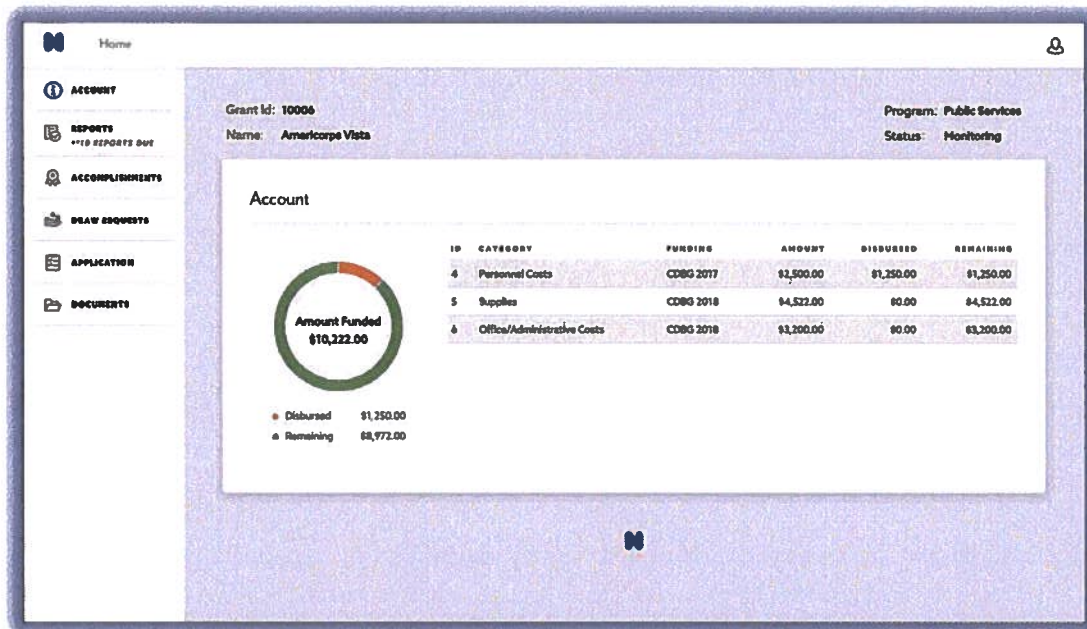 Home
ACCOUNT
REPORTS
REPORTS DUE
ACCOMPLISHMENTS
DRAW REQUESTS
APPLICATION
DOCUMENTS
Grant Id: 10006
Name: Americorps Vista
Program: Public Services
Status: Monitoring
Account
ID CATEGORY FUNDING AMOUNT DISBURSED REMAINING
4 Personnel Costs CDBG 2017 $2,500.00 $1,250.00 $1,250.00
5 Supplies CDBG 2018 $4,522.00 $0.00 $4,522.00
6 Office/Administrative Costs CDBG 2018 $3,200.00 $0.00 $3,200.00
Amount Funded
$10,222.00
Disbursed $1,250.00
Remaining $8,972.00